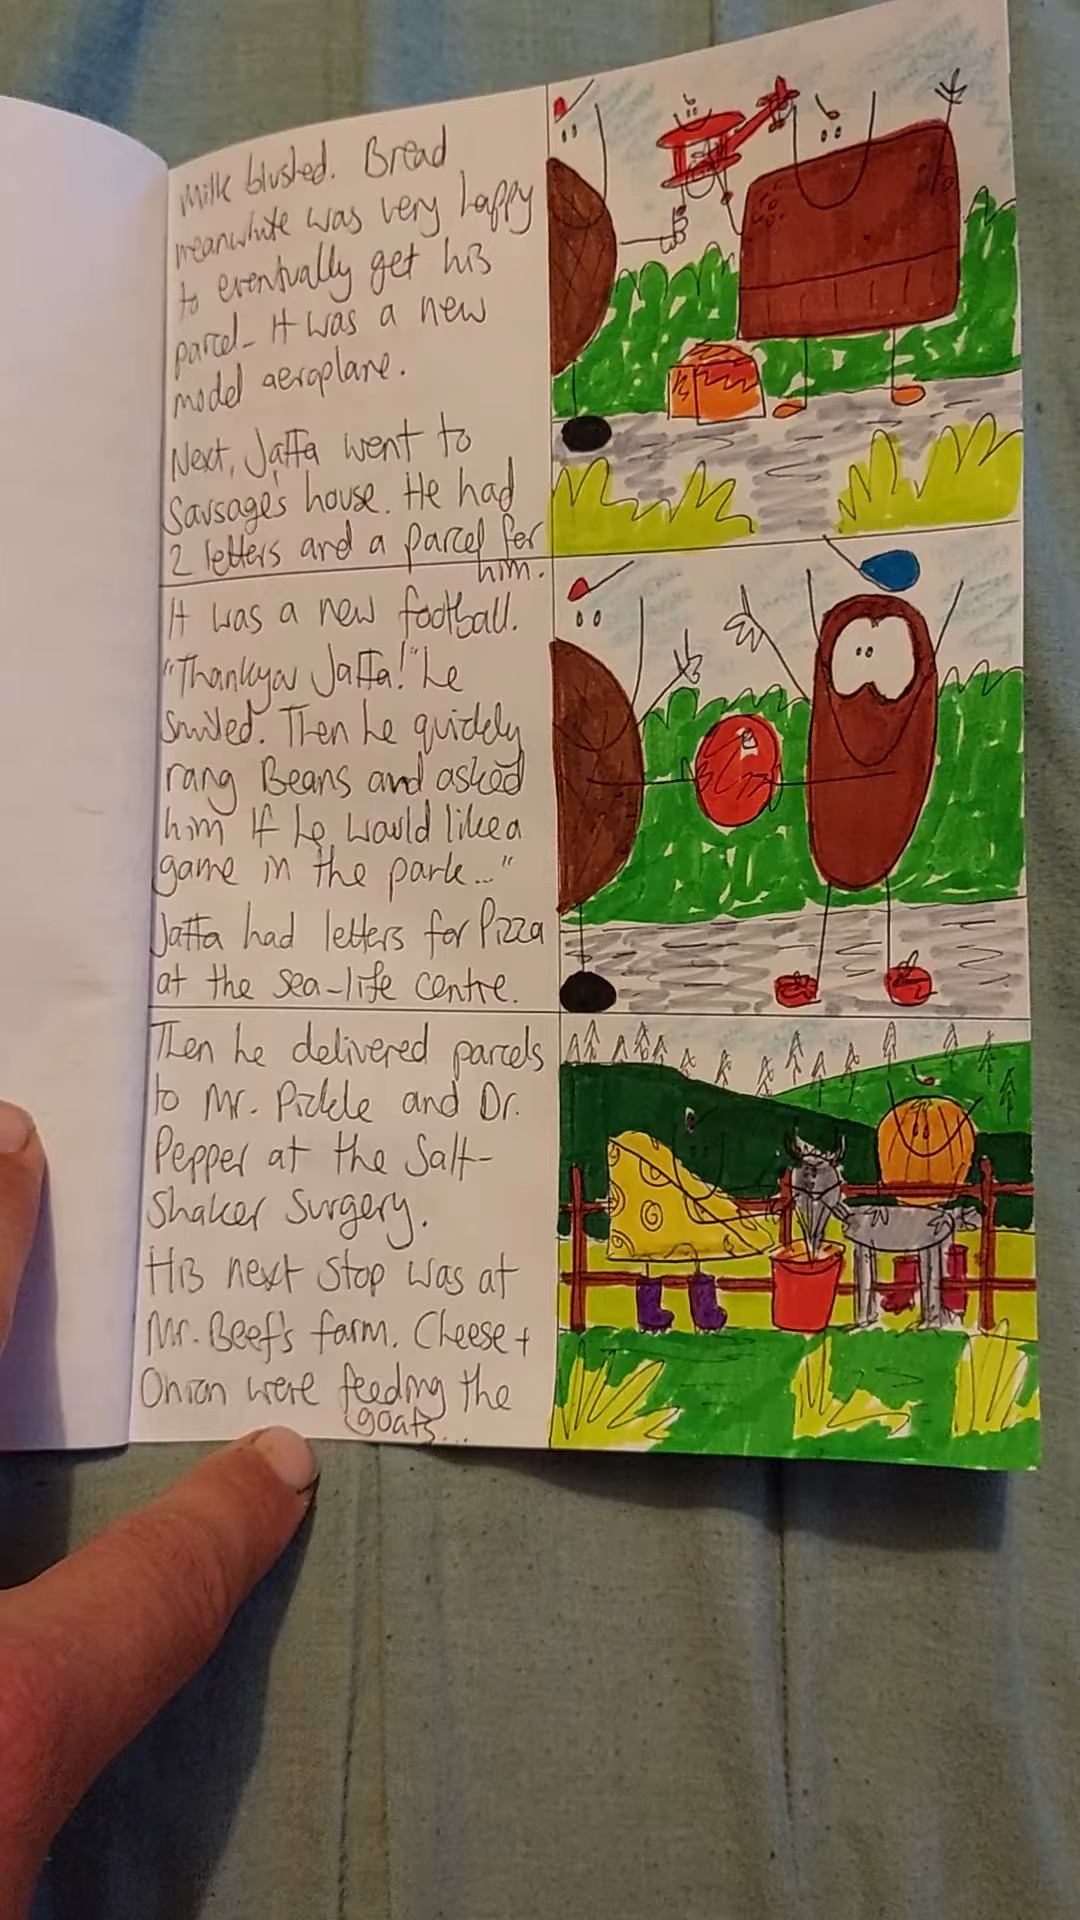 Milk blushed. Bread
meanwhile was very happy
to eventually get his
parcel- It was a new
model aeroplane.
Next, Jaffa went to
Sausage's house. He had
2 letters and a parcel for
him.
It was a new football.
"Thankyou Jaffa!" he
smiled. Then he quickly
rang Beans and asked
him if he would like a
game in the park..."
Jaffa had letters for Pizza
at the sea-life centre.
Then he delivered parcels
to Mr. Pickle and Dr.
Pepper at the Salt-
Shaker Surgery.
His next stop was at
Mr. Beef's farm. Cheese +
Onion were feeding the
goats...